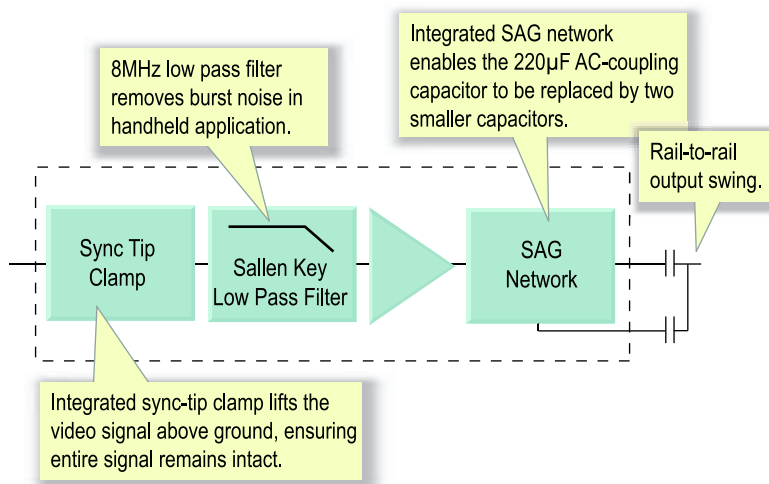 Integrated SAG network
enables the 220µF AC-coupling
capacitor to be replaced by two
smaller capacitors.
8MHz low pass filter
removes burst noise in
handheld application.
Rail-to-rail
output swing.
Sync Tip
Clamp
Sallen Key
Low Pass Filter
SAG
Network
Integrated sync-tip clamp lifts the
video signal above ground, ensuring
entire signal remains intact.